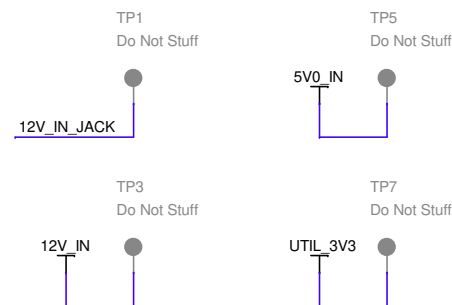 TP1
Do Not Stuff
12V_IN_JACK
TP5
Do Not Stuff
5V0_IN
TP3
Do Not Stuff
12V_IN
TP7
Do Not Stuff
UTIL_3V3